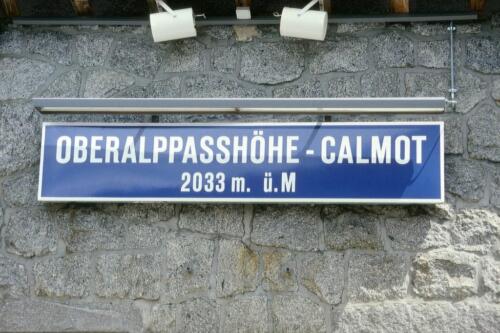 OBERALPPASSHÖHE - CALMOT
2033 m. ü.M